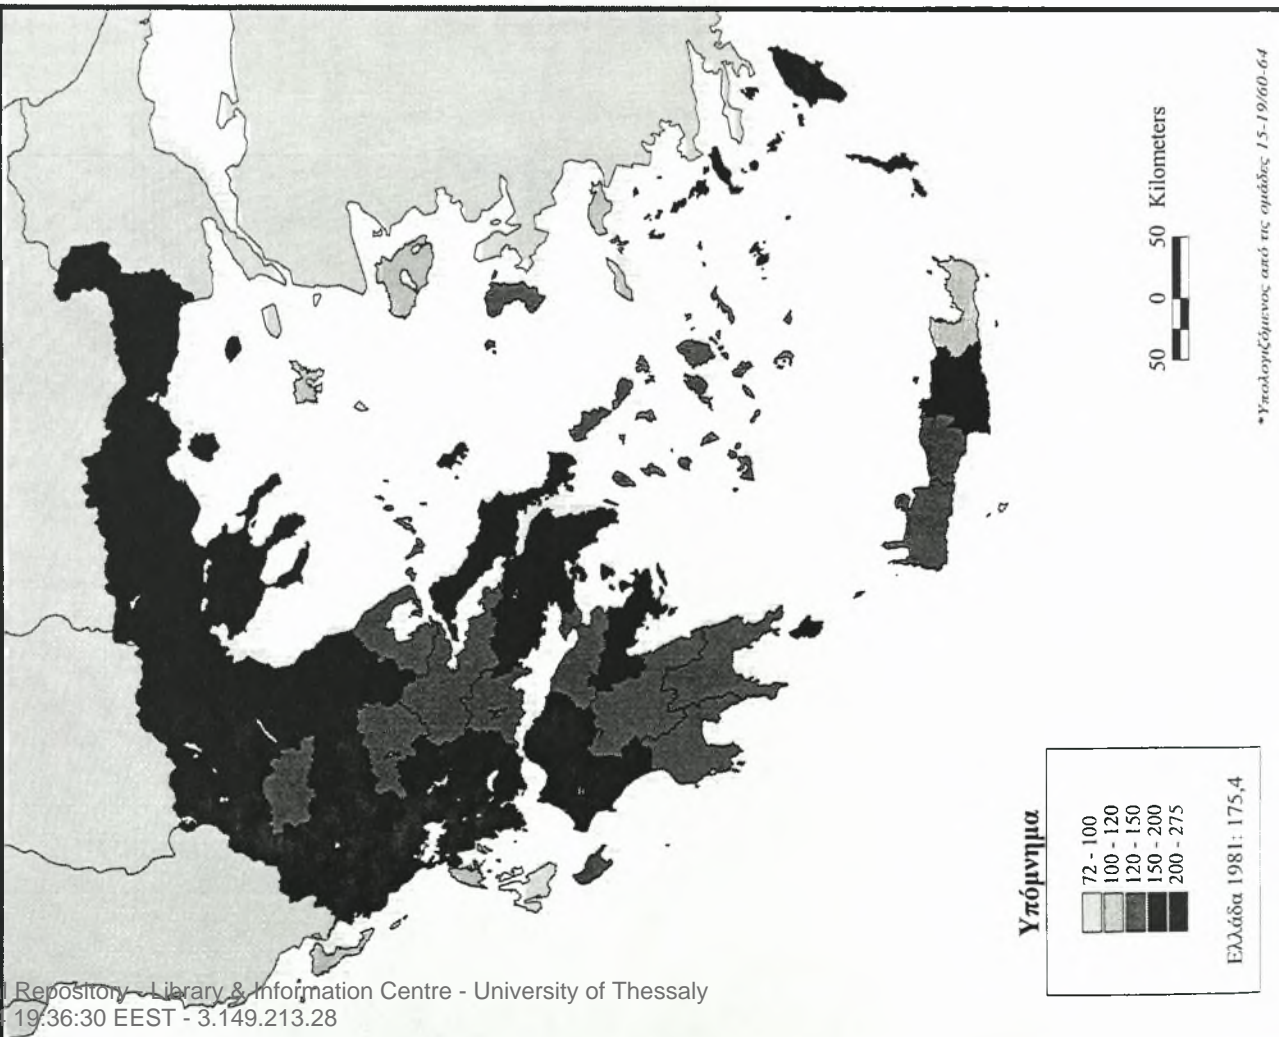 50 0 50 Kilometers
*Υπολογιζόμενος από τις ομάδες 15-19/60-64
Υπόμνημα
72 - 100
100 - 120
120 - 150
150 - 200
200 - 275
Ελλάδα 1981: 175,4
Repository - Library & Information Centre - University of Thessaly
19:36:30 EEST - 3.149.213.28